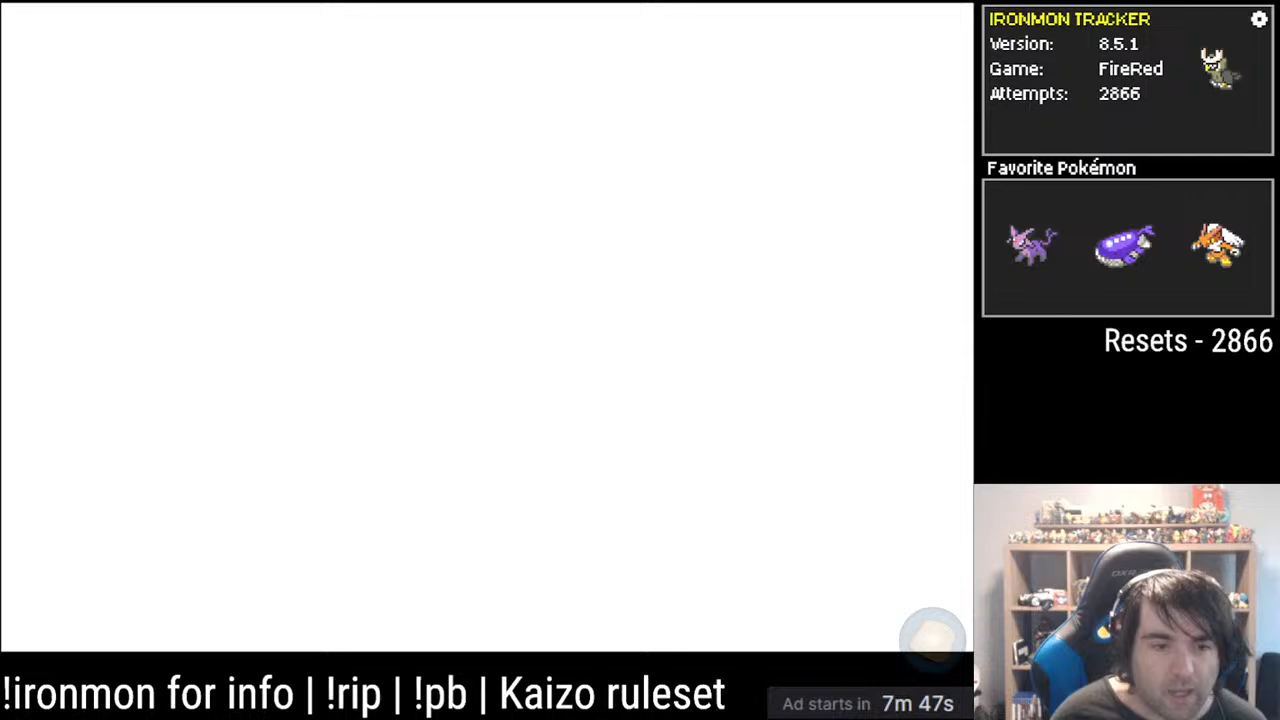 IRONMON TRACKER
Version: 8.5.1
Game: FireRed
Attempts: 2866
Favorite Pokémon
Resets - 2866
!ironmon for info | !rip | !pb | Kaizo ruleset
Ad starts in 7m 47s